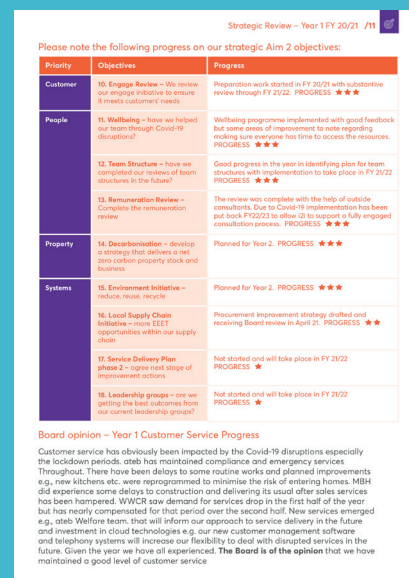 Strategic Review – Year 1 FY 20/21 /11
Please note the following progress on our strategic Aim 2 objectives:
Priority
Objectives
Progress
Customer
10. Engage Review – We review
our engage initiative to ensure
it meets customers' needs
Preparation work started in FY 20/21 with substantive
review through FY 21/22. PROGRESS ★★★
People
11. Wellbeing – have we helped
our team through Covid-19
disruptions?
Wellbeing programme implemented with good feedback
but some areas of improvement to note regarding
making sure everyone has time to access the resources.
PROGRESS ★★★
12. Team Structure – have we
completed our reviews of team
structures in the future?
Good progress in the year in identifying plan for team
structures with implementation to take place in FY 21/22
PROGRESS ★★★
13. Remuneration Review –
Complete the remuneration
review
The review was complete with the help of outside
consultants. Due to Covid-19 implementation has been
put back FY22/23 to allow i2i to support a fully engaged
consultation process. PROGRESS ★★★
Property
14. Decarbonisation – develop
a strategy that delivers a net
zero carbon property stock and
business
Planned for Year 2. PROGRESS ★★★
Systems
15. Environment Initiative –
reduce, reuse, recycle
Planned for Year 2. PROGRESS ★★★
16. Local Supply Chain
Initiative – more EEET
opportunities within our supply
chain
Procurement improvement strategy drafted and
receiving Board review in April 21. PROGRESS ★★
17. Service Delivery Plan
phase 2 – agree next stage of
improvement actions
Not started and will take place in FY 21/22
PROGRESS ★
18. Leadership groups – are we
getting the best outcomes from
our current leadership groups?
Not started and will take place in FY 21/22
PROGRESS ★
Board opinion – Year 1 Customer Service Progress
Customer service has obviously been impacted by the Covid-19 disruptions especially
the lockdown periods. ateb has maintained compliance and emergency services
Throughout. There have been delays to some routine works and planned improvements
e.g., new kitchens etc. were reprogrammed to minimise the risk of entering homes. MBH
did experience some delays to construction and delivering its usual after sales services
has been hampered. WWCR saw demand for services drop in the first half of the year
but has nearly compensated for that period over the second half. New services emerged
e.g., ateb Welfare team. that will inform our approach to service delivery in the future
and investment in cloud technologies e.g. our new customer management software
and telephony systems will increase our flexibility to deal with disrupted services in the
future. Given the year we have all experienced. The Board is of the opinion that we have
maintained a good level of customer service